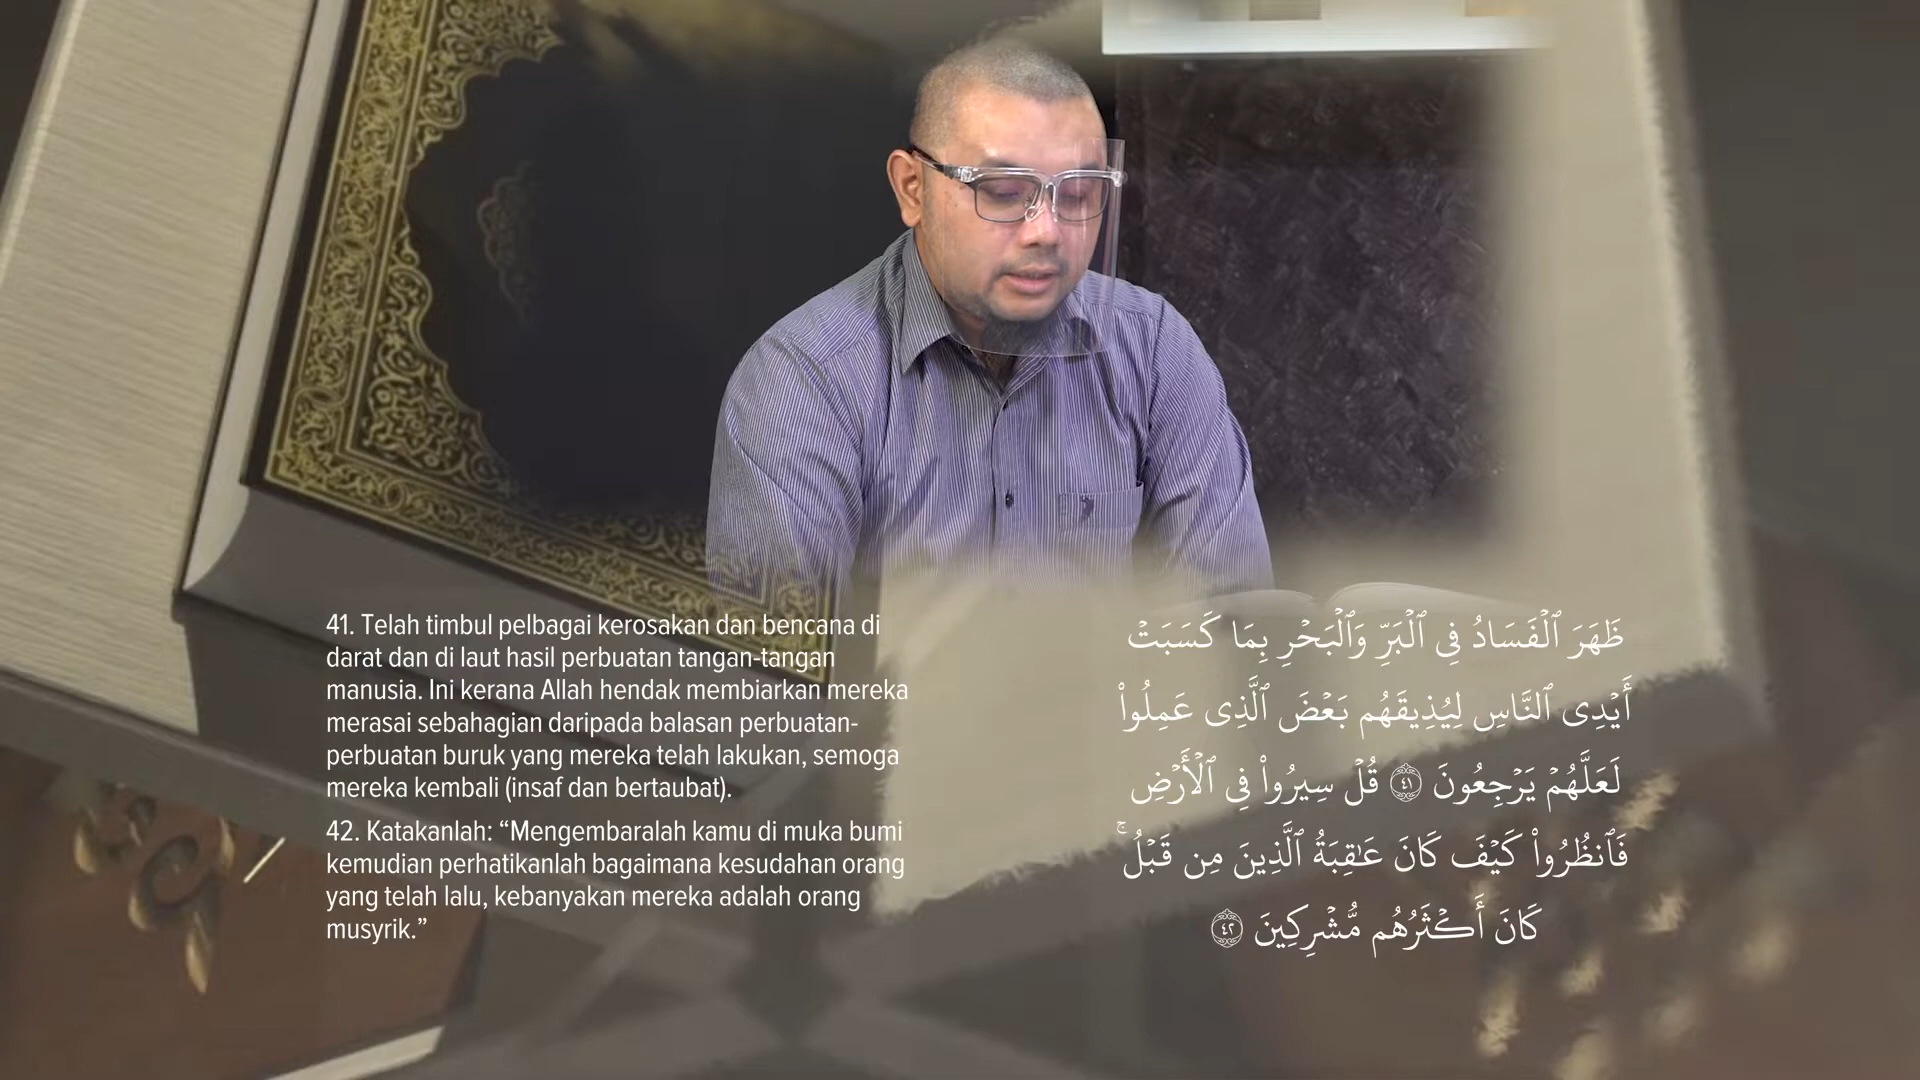 41. Telah timbul pelbagai kerosakan dan bencana di
darat dan di laut hasil perbuatan tangan-tangan
manusia. Ini kerana Allah hendak membiarkan mereka
merasai sebahagian daripada balasan perbuatan-
perbuatan buruk yang mereka telah lakukan, semoga
mereka kembali (insaf dan bertaubat).
42. Katakanlah: “Mengembaralah kamu di muka bumi
kemudian perhatikanlah bagaimana kesudahan orang
yang telah lalu, kebanyakan mereka adalah orang
musyrik.”
ظَهَرَ ٱلْفَسَادُ فِى ٱلْبَرِّ وَٱلْبَحْرِ بِمَا كَسَبَتْ
أَيْدِى ٱلنَّاسِ لِيُذِيقَهُم بَعْضَ ٱلَّذِى عَمِلُوا۟
لَعَلَّهُمْ يَرْجِعُونَ ٤١ قُلْ سِيرُوا۟ فِى ٱلْأَرْضِ
فَٱنظُرُوا۟ كَيْفَ كَانَ عَـٰقِبَةُ ٱلَّذِينَ مِن قَبْلُ ۚ
كَانَ أَكْثَرُهُم مُّشْرِكِينَ ٤٢